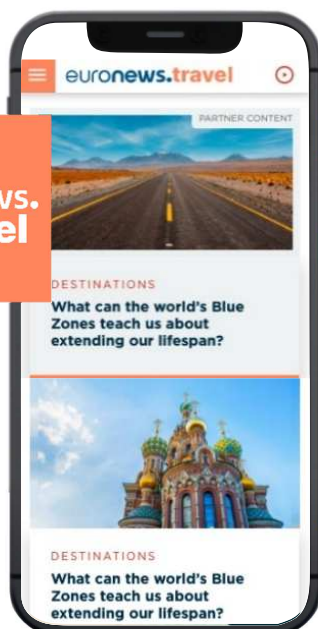 euronews.travel
PARTNER CONTENT
vs.
el
DESTINATIONS
What can the world's Blue
Zones teach us about
extending our lifespan?
DESTINATIONS
What can the world's Blue
Zones teach us about
extending our lifespan?